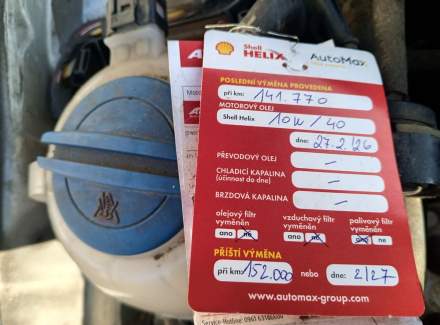 Shell
HELIX
AutoMax
POSLEDNÍ VÝMĚNA PROVEDENA
při km: 141.770
MOTOROVÝ OLEJ
Shell Helix 10W/40
dne: 27.2.26
PŘEVODOVÝ OLEJ –
CHLADICÍ KAPALINA
(účinnost do dne) –
BRZDOVÁ KAPALINA –
olejový filtr vyměněn
ano ne
vzduchový filtr vyměněn
ano ne
palivový filtr vyměněn
ano ne
PŘÍŠTÍ VÝMĚNA
při km: 152.000 nebo dne: 2/27
www.automax-group.com